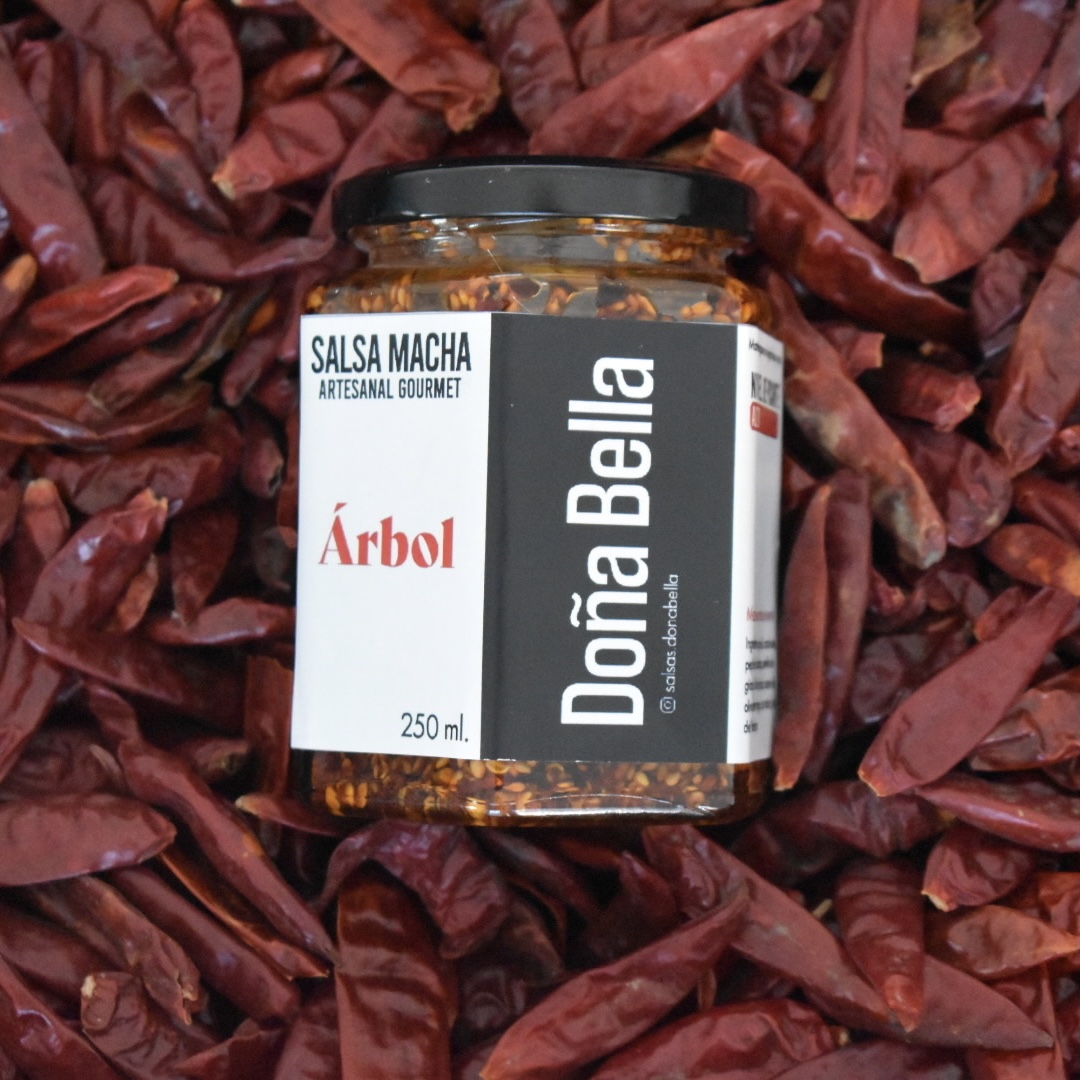 SALSA MACHA
ARTESANAL GOURMET
Árbol
250 ml.
Doña Bella
salsas.donabella